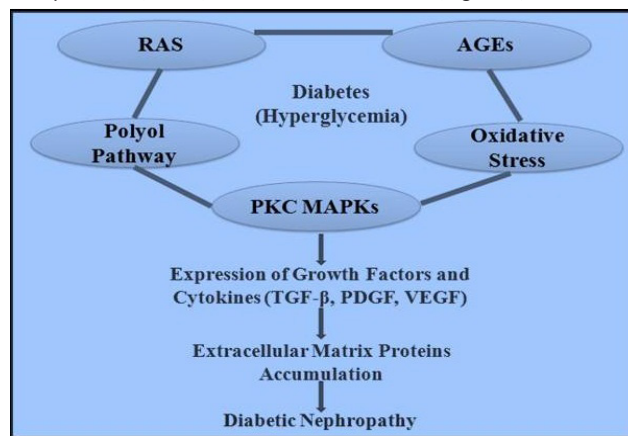 RAS
AGEs
Diabetes
(Hyperglycemia)
Polyol
Pathway
Oxidative
Stress
PKC MAPKs
Expression of Growth Factors and
Cytokines (TGF-β, PDGF, VEGF)
Extracellular Matrix Proteins
Accumulation
Diabetic Nephropathy